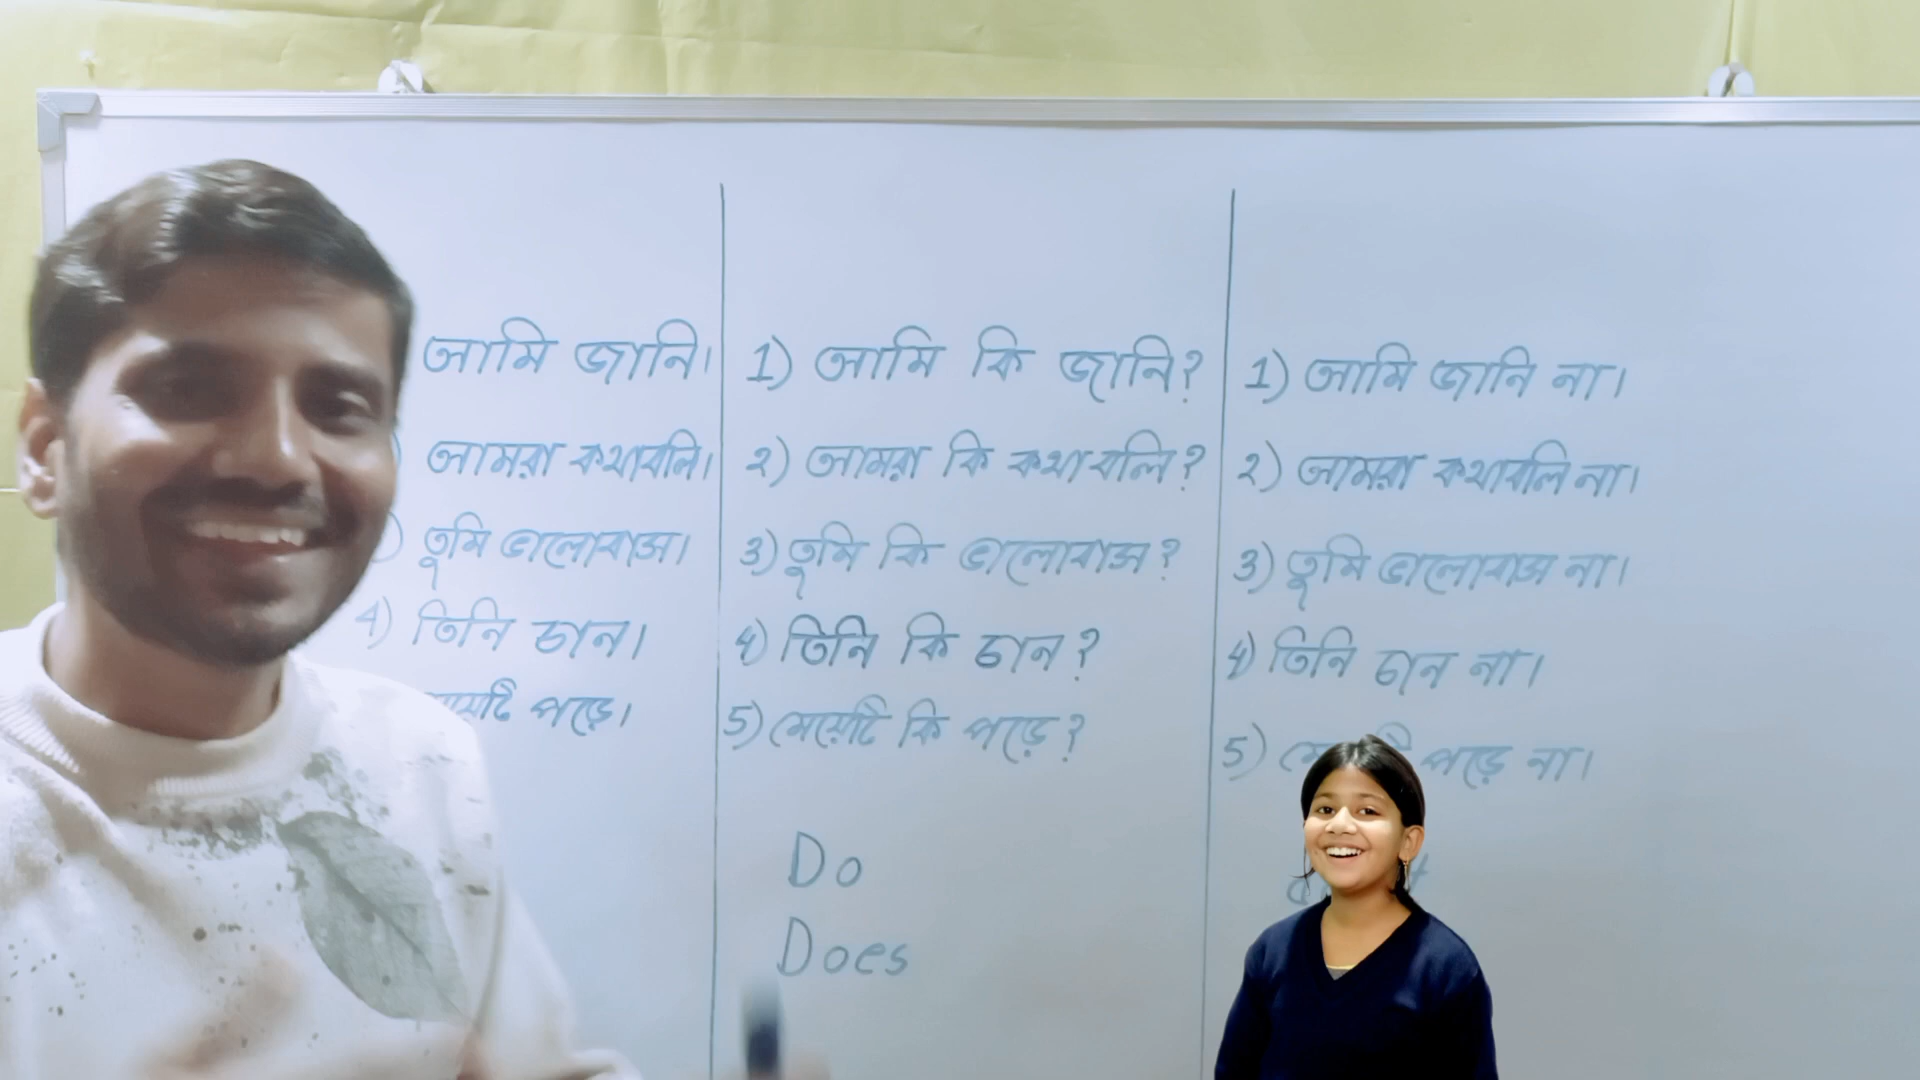 আমি জানি।
আমরা কথাবলি।
তুমি ভালোবাস।
4) তিনি চান।
পড়ে।
1) আমি কি জানি?
২) আমরা কি কথা বলি?
3) তুমি কি ভালোবাস?
4) তিনি কি চান?
5) মেয়েটি কি পড়ে?
Do
Does
1) আমি জানি না।
২) আমরা কথাবলি না।
3) তুমি ভালোবাস না।
4) তিনি চান না।
5) পড়ে না।